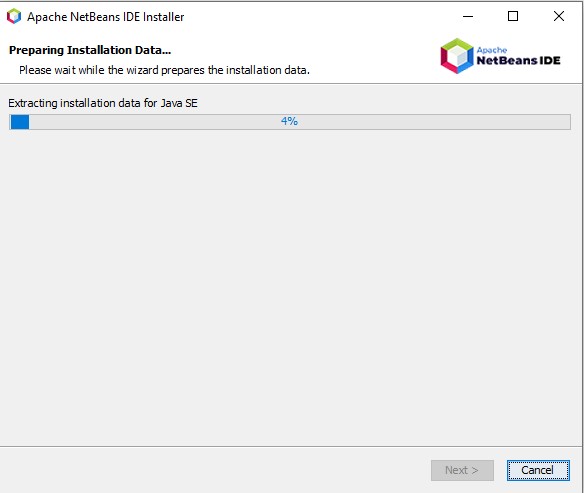 Apache NetBeans IDE Installer
Preparing Installation Data...
Please wait while the wizard prepares the installation data.
Apache
NetBeans IDE
Extracting installation data for Java SE
4%
Next >
Cancel